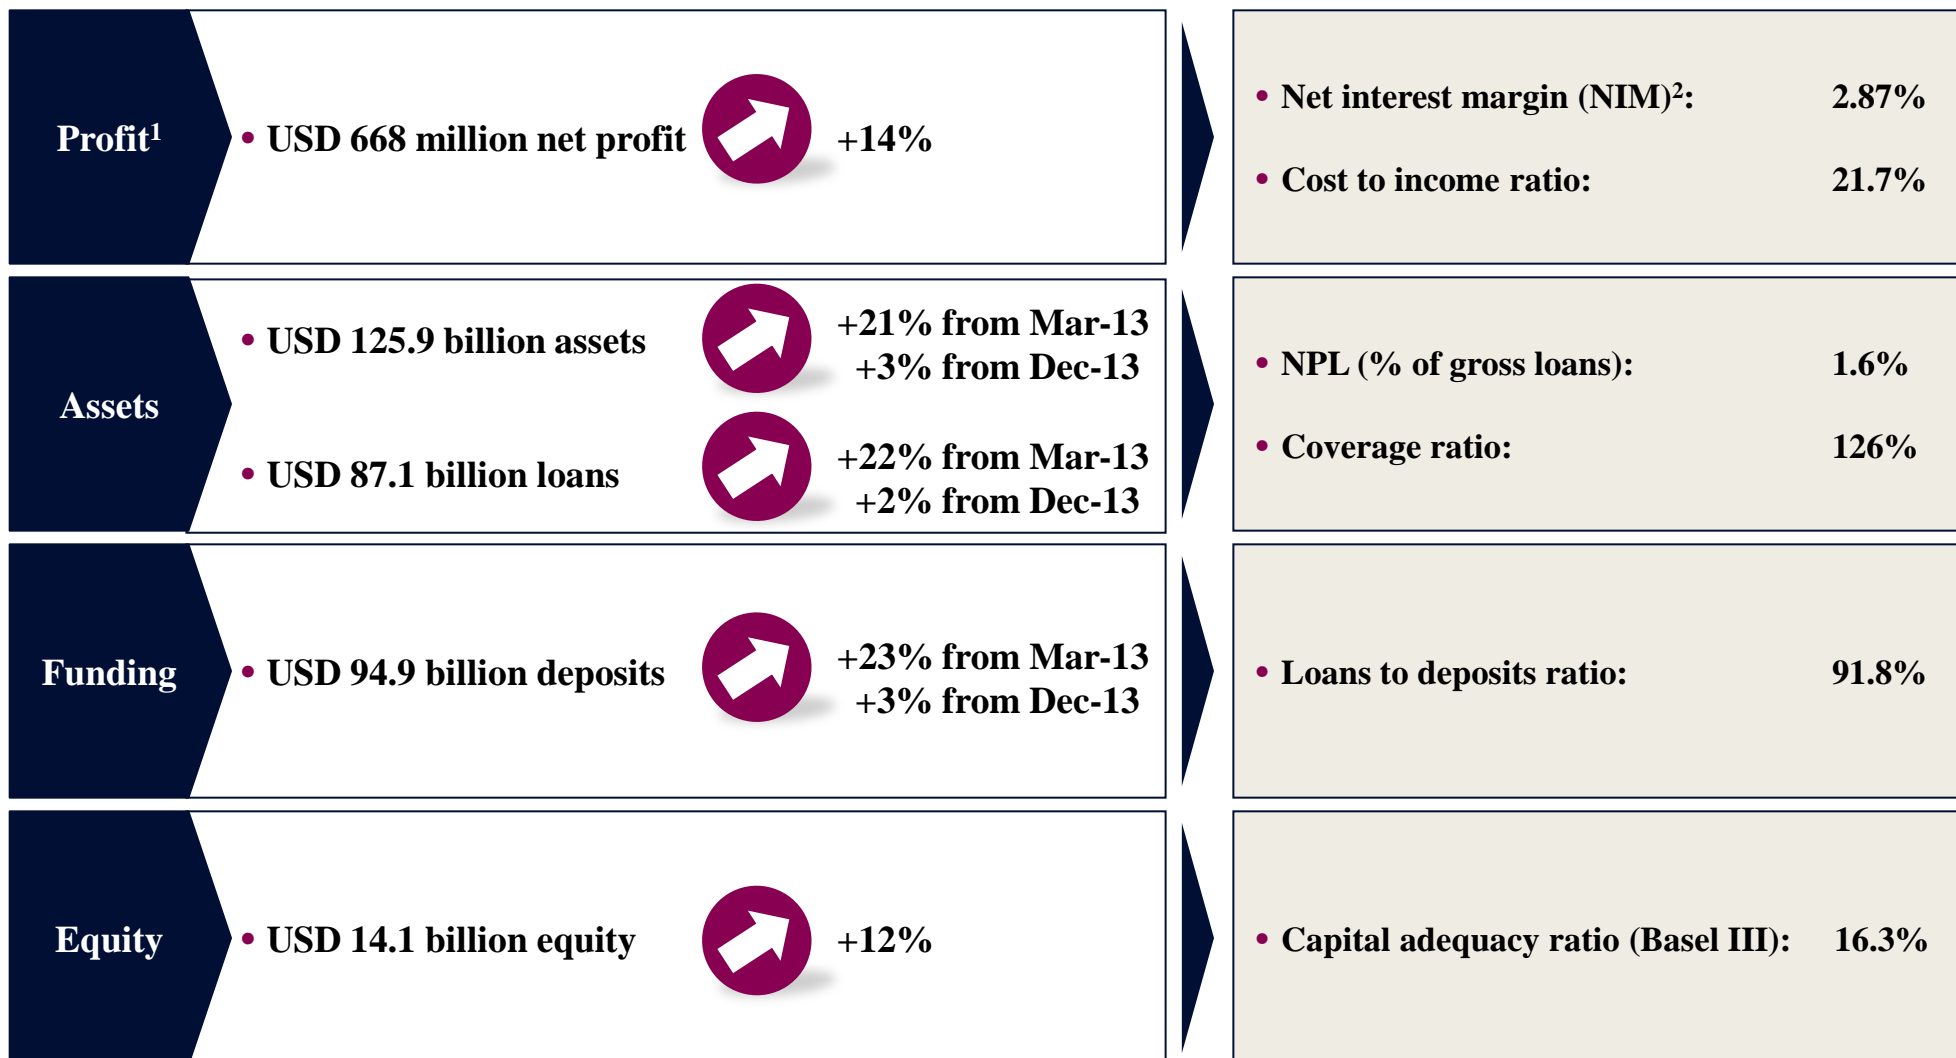 Profit¹
• USD 668 million net profit
+14%
• Net interest margin (NIM)²: 2.87%
• Cost to income ratio: 21.7%
Assets
• USD 125.9 billion assets
+21% from Mar-13
+3% from Dec-13
• USD 87.1 billion loans
+22% from Mar-13
+2% from Dec-13
• NPL (% of gross loans): 1.6%
• Coverage ratio: 126%
Funding
• USD 94.9 billion deposits
+23% from Mar-13
+3% from Dec-13
• Loans to deposits ratio: 91.8%
Equity
• USD 14.1 billion equity
+12%
• Capital adequacy ratio (Basel III): 16.3%